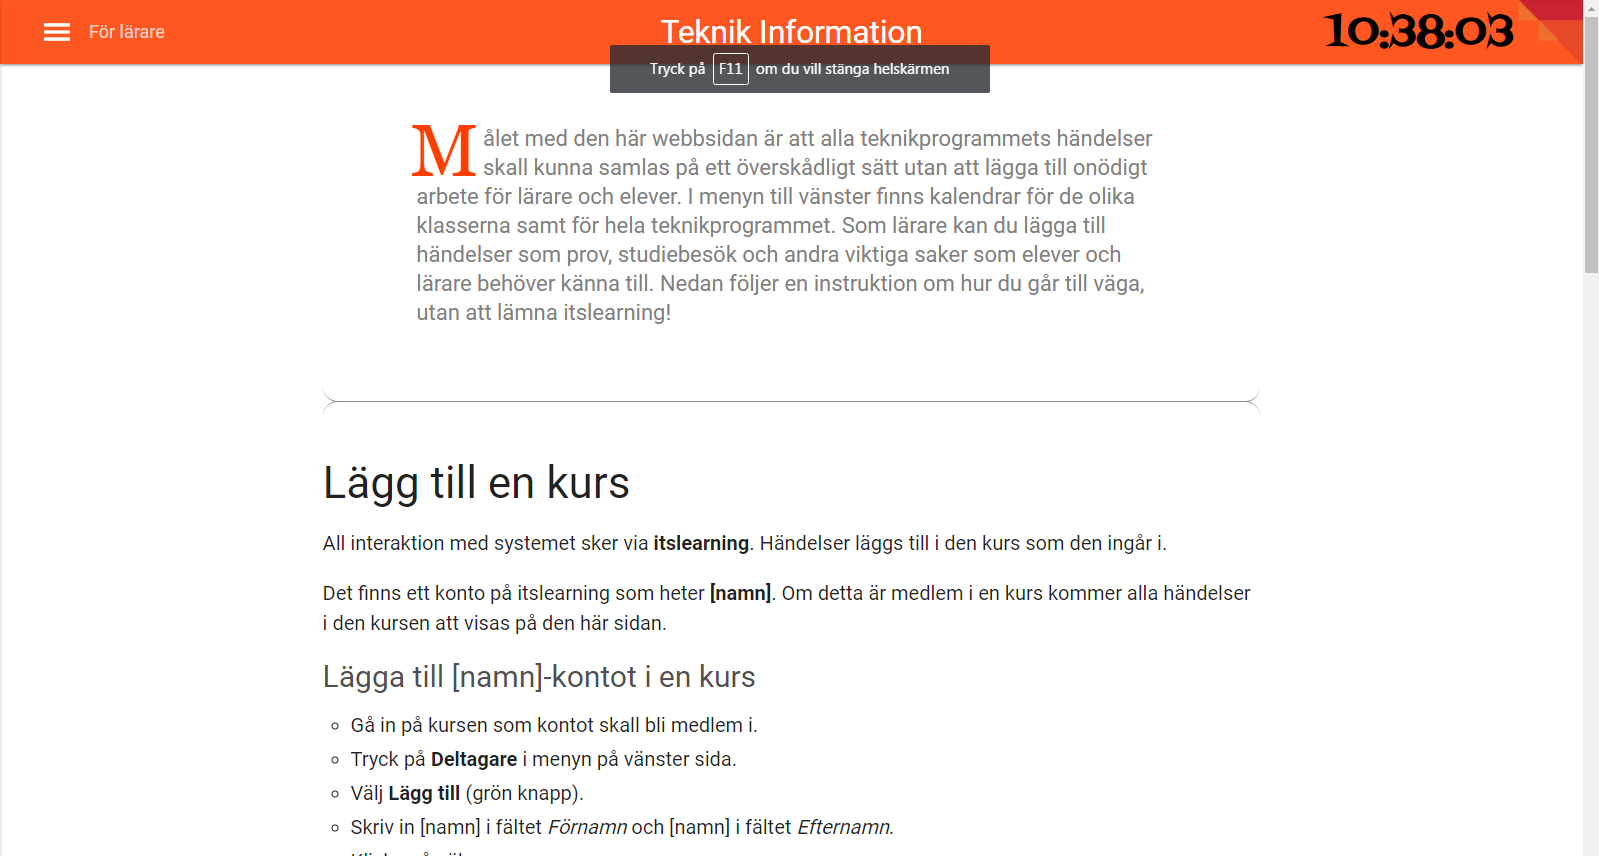 För lärare
Teknik Information
10:38:03
Tryck på F11 om du vill stänga helskärmen
Målet med den här webbsidan är att alla teknikprogrammets händelser
skall kunna samlas på ett överskådligt sätt utan att lägga till onödigt
arbete för lärare och elever. I menyn till vänster finns kalendrar för de olika
klasserna samt för hela teknikprogrammet. Som lärare kan du lägga till
händelser som prov, studiebesök och andra viktiga saker som elever och
lärare behöver känna till. Nedan följer en instruktion om hur du går till väga,
utan att lämna itslearning!
Lägg till en kurs
All interaktion med systemet sker via itslearning. Händelser läggs till i den kurs som den ingår i.
Det finns ett konto på itslearning som heter [namn]. Om detta är medlem i en kurs kommer alla händelser
i den kursen att visas på den här sidan.
Lägga till [namn]-kontot i en kurs
Gå in på kursen som kontot skall bli medlem i.
Tryck på Deltagare i menyn på vänster sida.
Välj Lägg till (grön knapp).
Skriv in [namn] i fältet Förnamn och [namn] i fältet Efternamn.